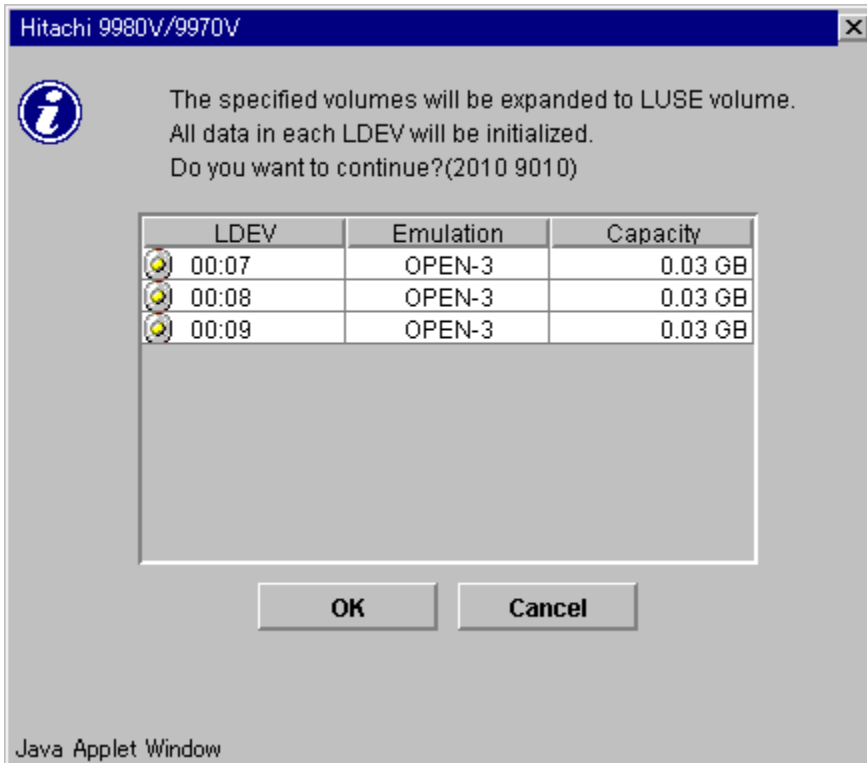 Hitachi 9980V/9970V
The specified volumes will be expanded to LUSE volume.
All data in each LDEV will be initialized.
Do you want to continue?(2010 9010)
LDEV Emulation Capacity
00:07 OPEN-3 0.03 GB
00:08 OPEN-3 0.03 GB
00:09 OPEN-3 0.03 GB
OK Cancel
Java Applet Window